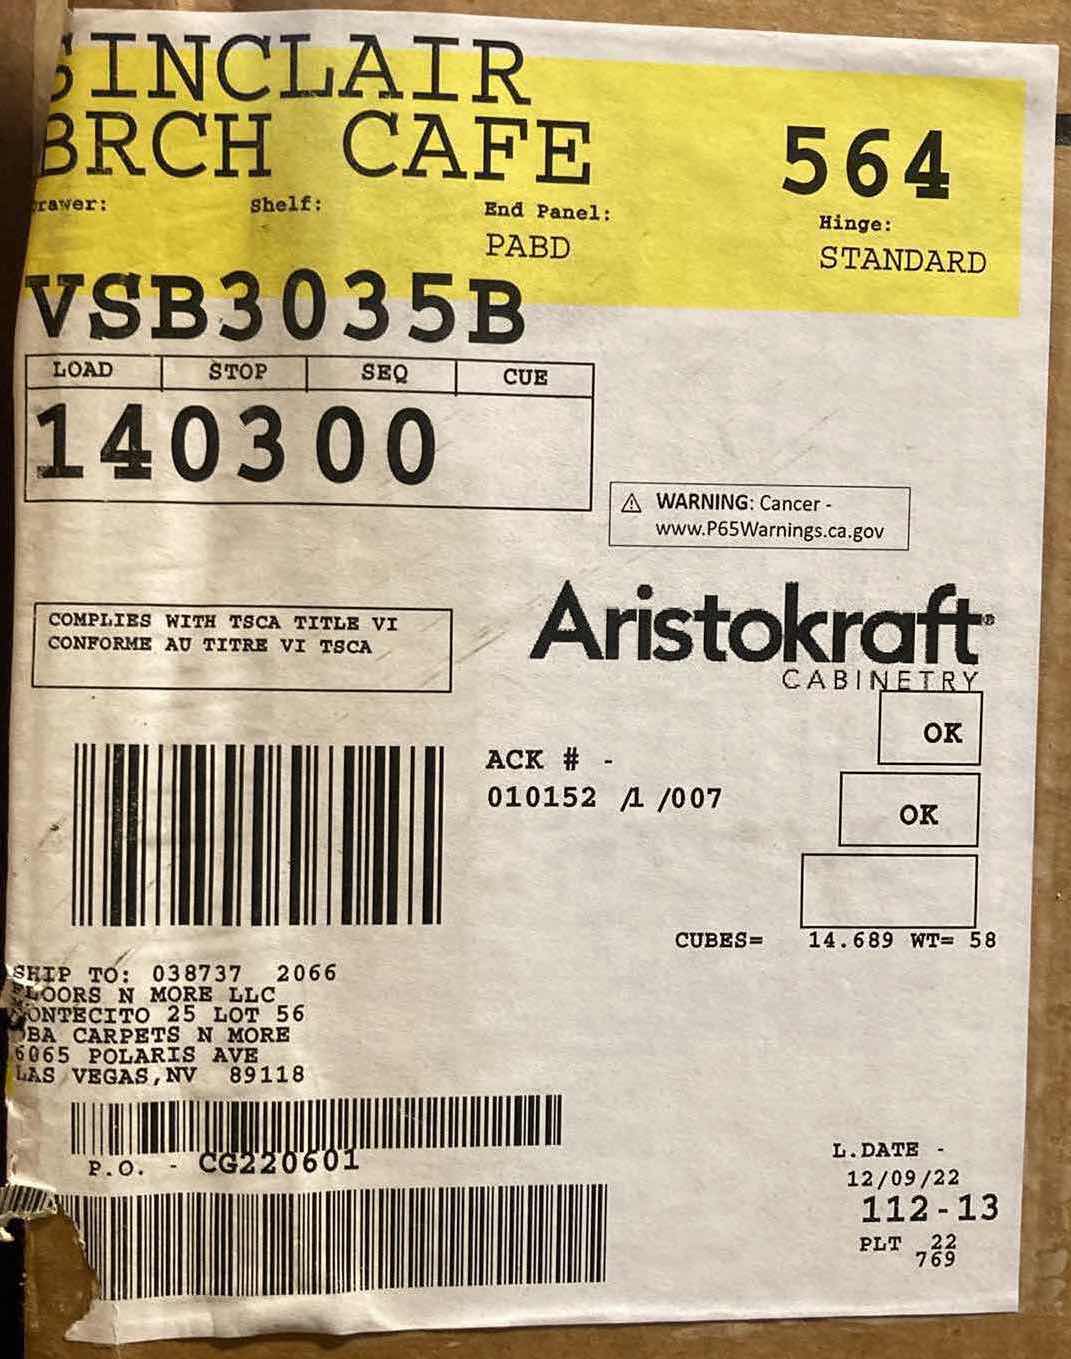 SINCLAIR
BRCH CAFE
564
rawer: Shelf: End Panel: Hinge:
PABD STANDARD
VSB3035B
LOAD STOP SEQ CUE
140300
⚠ WARNING: Cancer -
www.P65Warnings.ca.gov
COMPLIES WITH TSCA TITLE VI
CONFORME AU TITRE VI TSCA
Aristokraft®
CABINETRY
OK
OK
ACK # -
010152 /1 /007
CUBES= 14.689 WT= 58
SHIP TO: 038737 2066
FLOORS N MORE LLC
MONTECITO 25 LOT 56
DBA CARPETS N MORE
6065 POLARIS AVE
LAS VEGAS,NV 89118
P.O. - CG220601
L.DATE -
12/09/22
112-13
PLT 22
769